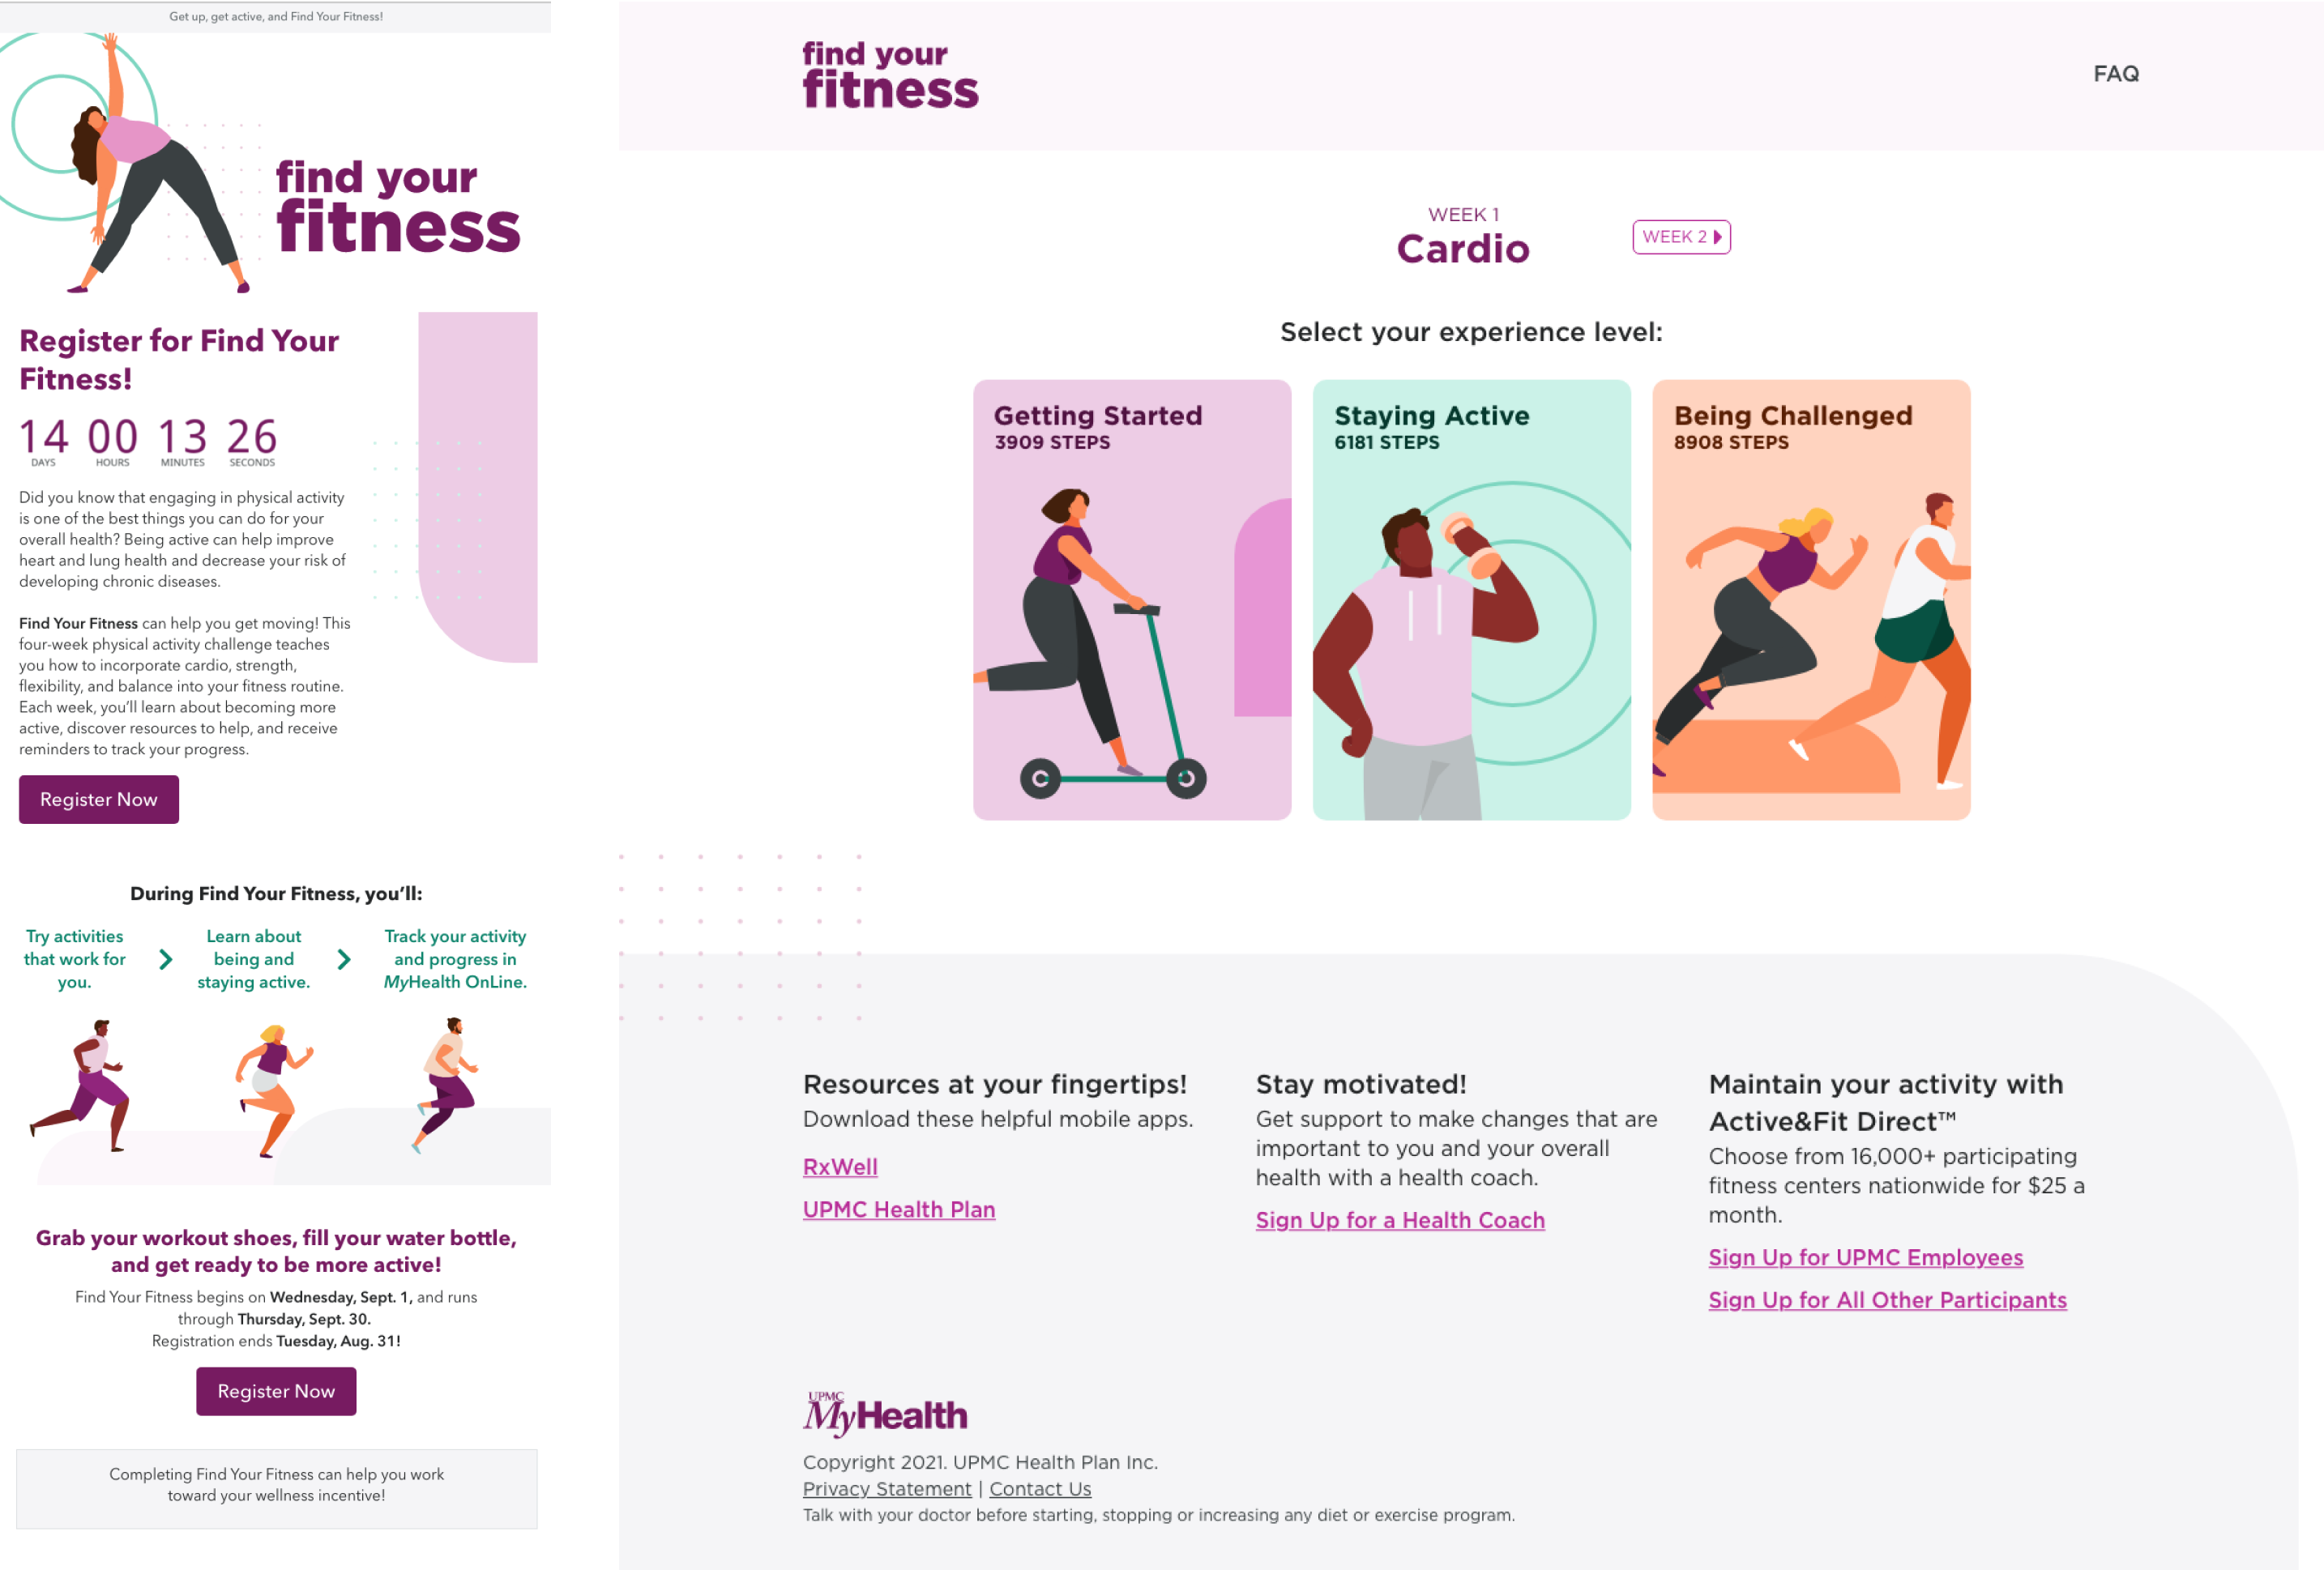 Get up, get active, and Find Your Fitness!
find your
fitness
Register for Find Your
Fitness!
14 00 13 26
DAYS HOURS MINUTES SECONDS
Did you know that engaging in physical activity
is one of the best things you can do for your
overall health? Being active can help improve
heart and lung health and decrease your risk of
developing chronic diseases.
Find Your Fitness can help you get moving! This
four-week physical activity challenge teaches
you how to incorporate cardio, strength,
flexibility, and balance into your fitness routine.
Each week, you'll learn about becoming more
active, discover resources to help, and receive
reminders to track your progress.
Register Now
During Find Your Fitness, you'll:
Try activities
that work for
you.
Learn about
being and
staying active.
Track your activity
and progress in
MyHealth OnLine.
Grab your workout shoes, fill your water bottle,
and get ready to be more active!
Find Your Fitness begins on Wednesday, Sept. 1, and runs
through Thursday, Sept. 30.
Registration ends Tuesday, Aug. 31!
Register Now
Completing Find Your Fitness can help you work
toward your wellness incentive!
find your
fitness
FAQ
WEEK 1
Cardio
WEEK 2
Select your experience level:
Getting Started
3909 STEPS
Staying Active
6181 STEPS
Being Challenged
8908 STEPS
Resources at your fingertips!
Download these helpful mobile apps.
RxWell
UPMC Health Plan
Stay motivated!
Get support to make changes that are
important to you and your overall
health with a health coach.
Sign Up for a Health Coach
Maintain your activity with
Active&Fit Direct™
Choose from 16,000+ participating
fitness centers nationwide for $25 a
month.
Sign Up for UPMC Employees
Sign Up for All Other Participants
UPMC
MyHealth
Copyright 2021. UPMC Health Plan Inc.
Privacy Statement | Contact Us
Talk with your doctor before starting, stopping or increasing any diet or exercise program.